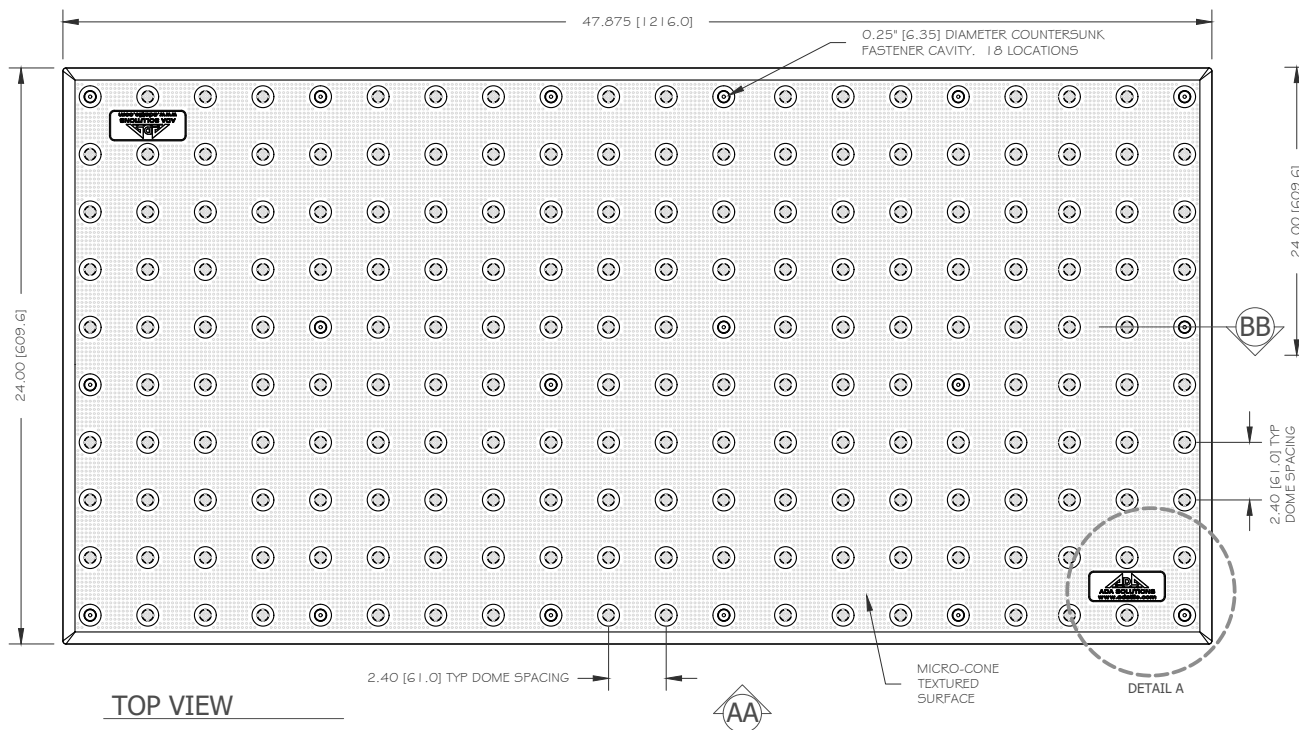 47.875 [1216.0]
0.25" [6.35] DIAMETER COUNTERSUNK
FASTENER CAVITY. 18 LOCATIONS
ADA SOLUTIONS
24.00 [609.6]
24.00 [609.6]
BB
2.40 [61.0] TYP
DOME SPACING
ADA SOLUTIONS
2.40 [61.0] TYP DOME SPACING
MICRO-CONE
TEXTURED
SURFACE
DETAIL A
TOP VIEW
AA